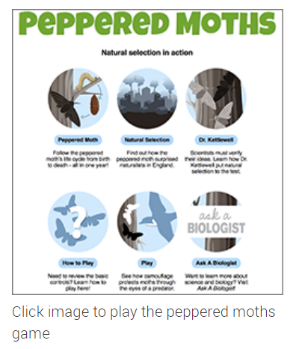 PEPPERED MOTHS
Natural selection in action
Peppered Moth
Natural Selection
Dr. Kettlewell
Follow the peppered
moth's life cycle from birth
to death - all in one year!
Find out how the
peppered moth surprised
naturalists in England.
Scientists must verify
their ideas. Learn how Dr.
Kettlewell put natural
selection to the test.
ask a
BIOLOGIST
How to Play
Play
Ask A Biologist
Need to review the basic
controls? Learn how to
play here!
See how camouflage
protects moths through
the eyes of a predator.
Want to learn more about
science and biology? Visit
Ask A Biologist
Click image to play the peppered moths
game